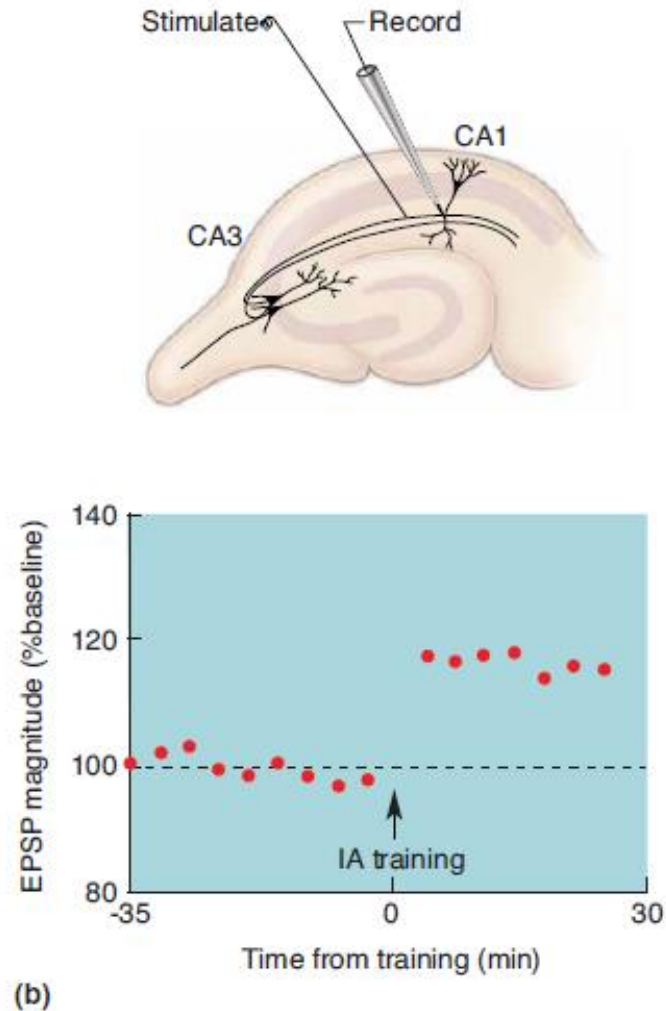 Stimulate
Record
CA1
CA3
140
120
100
80
EPSP magnitude (%baseline)
IA training
-35
0
30
Time from training (min)
(b)